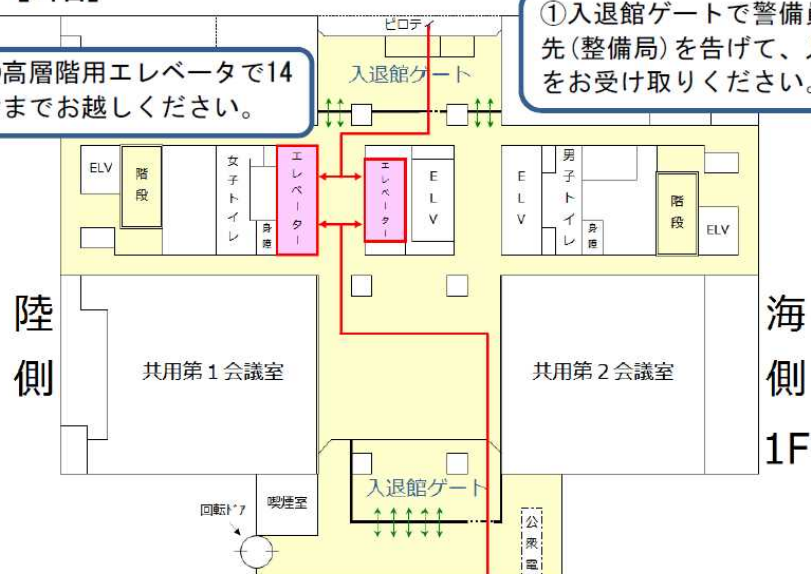 ピロティ
①入退館ゲートで警備員
先(整備局)を告げて、
をお受け取りください。
高層階用エレベータで14
までお越しください。
入退館ゲート
ELV
階段
女子トイレ
身障
エレベーター
エレベーター
ELV
ELV
男子トイレ
身障
階段
ELV
陸側
海側
共用第1会議室
共用第2会議室
1F
入退館ゲート
回転ドア
喫煙室
公衆電